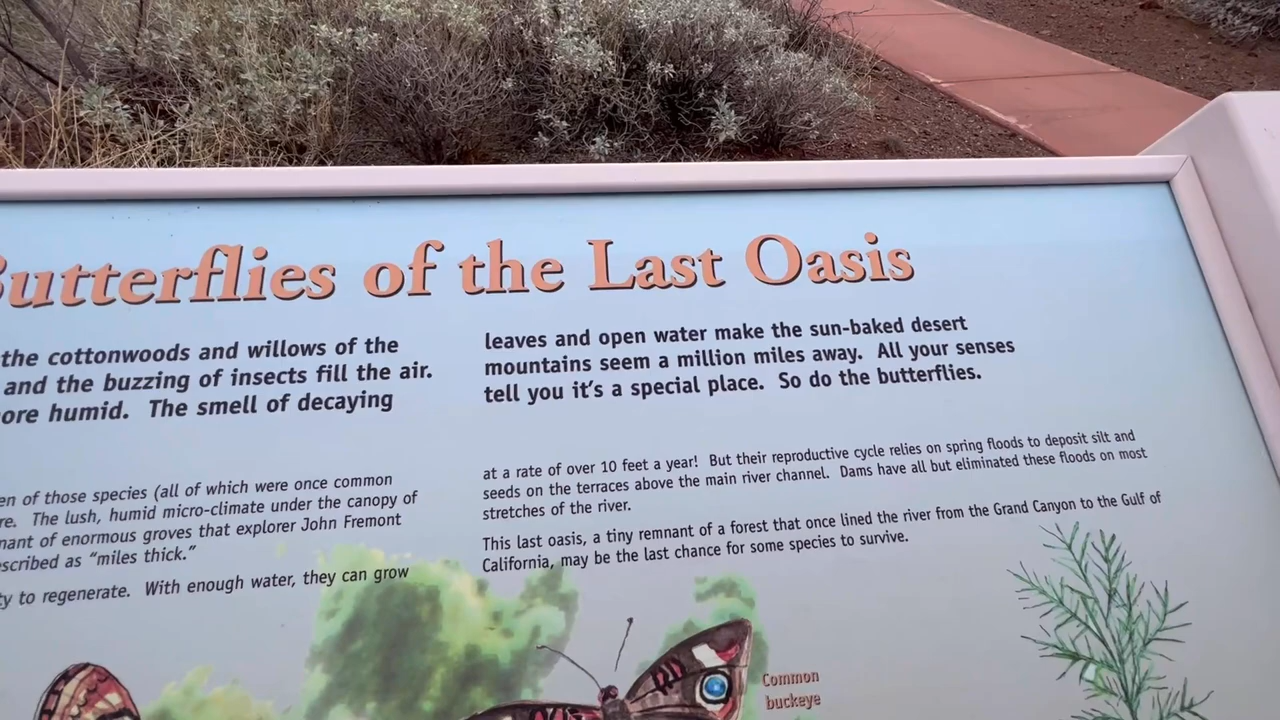 Butterflies of the Last Oasis
the cottonwoods and willows of the
and the buzzing of insects fill the air.
ore humid. The smell of decaying
leaves and open water make the sun-baked desert
mountains seem a million miles away. All your senses
tell you it's a special place. So do the butterflies.
en of those species (all of which were once common
re. The lush, humid micro-climate under the canopy of
nant of enormous groves that explorer John Fremont
scribed as "miles thick."
ty to regenerate. With enough water, they can grow
at a rate of over 10 feet a year! But their reproductive cycle relies on spring floods to deposit silt and
seeds on the terraces above the main river channel. Dams have all but eliminated these floods on most
stretches of the river.
This last oasis, a tiny remnant of a forest that once lined the river from the Grand Canyon to the Gulf of
California, may be the last chance for some species to survive.
Common
buckeye